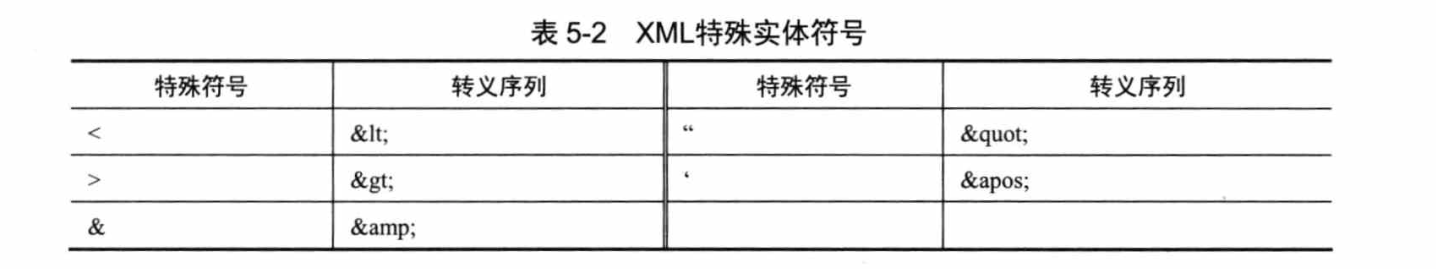 表 5-2 XML特殊实体符号
特殊符号 转义序列 特殊符号 转义序列
< &lt; “ &quot;
> &gt; ‘ &apos;
& &amp;